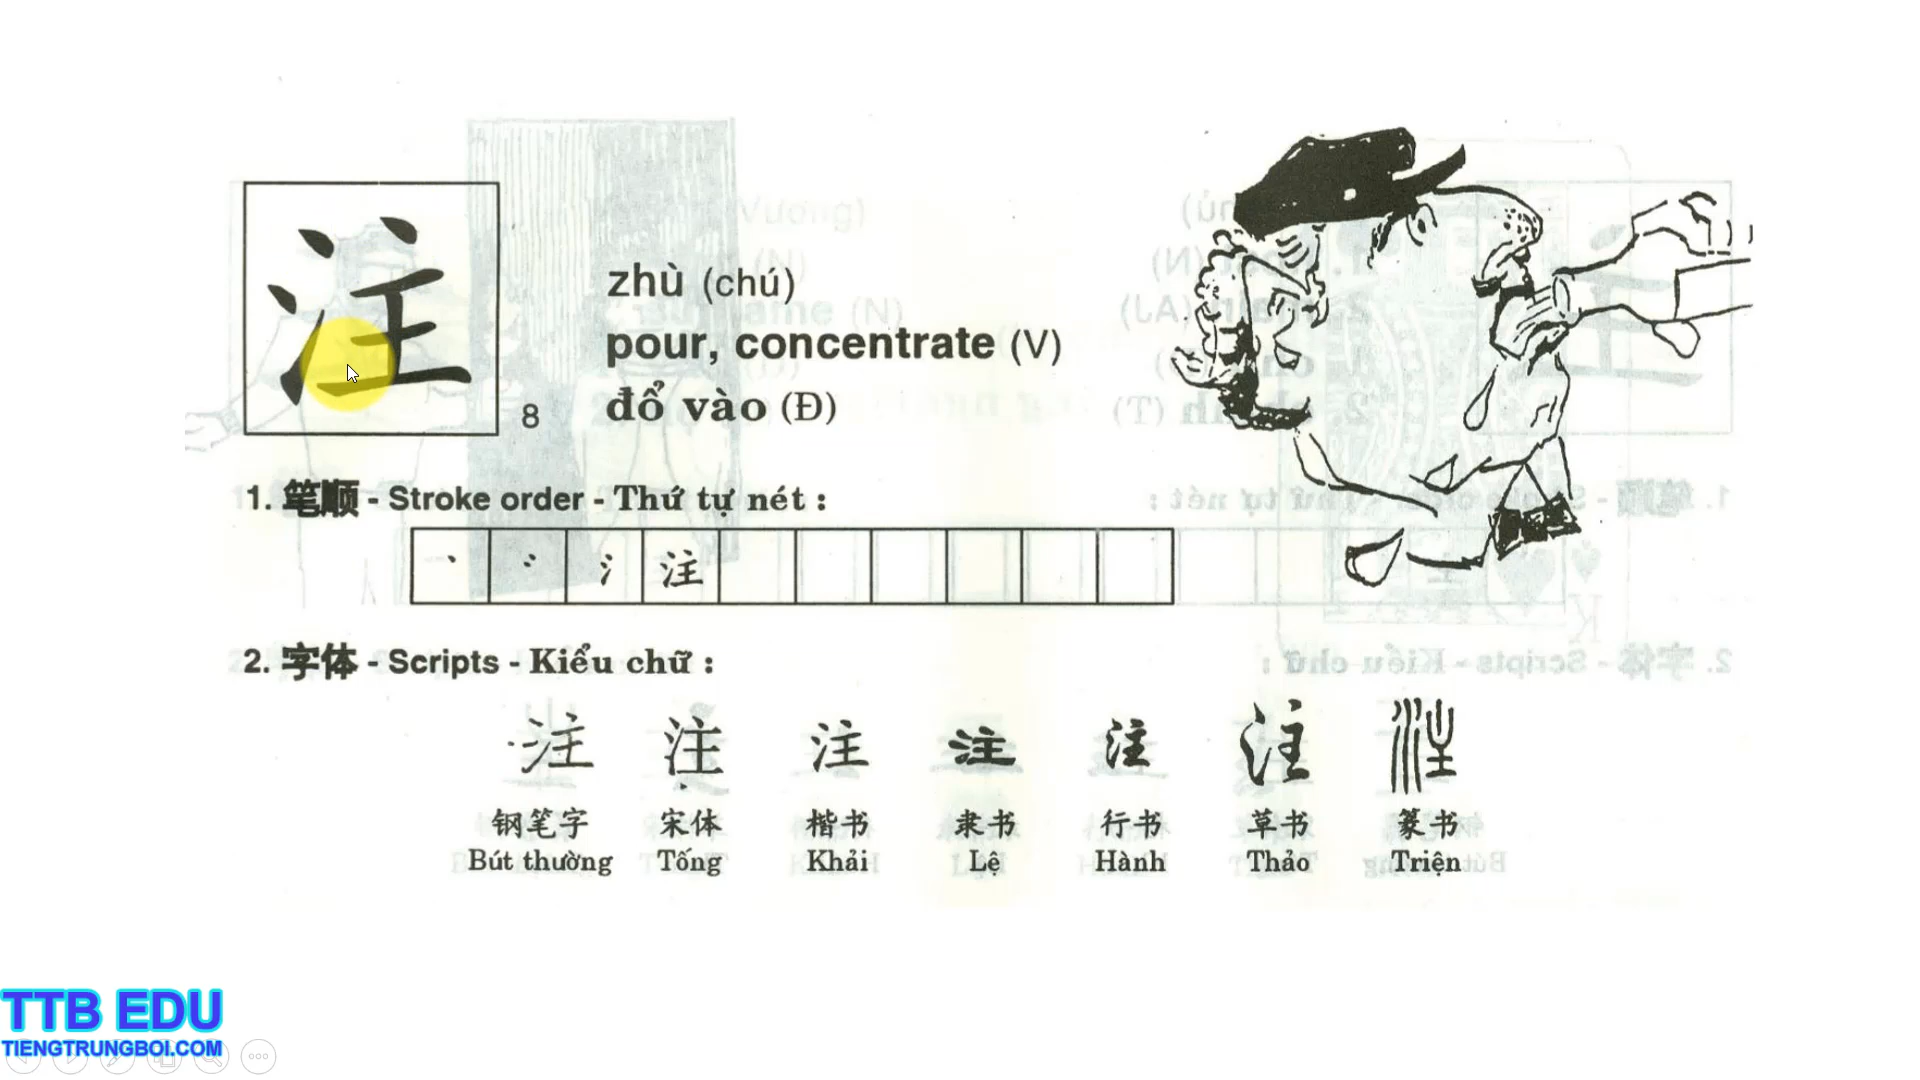 注
8
zhù (chú)
pour, concentrate (V)
đổ vào (Đ)
1. 笔顺 - Stroke order - Thứ tự nét :
注
2. 字体 - Scripts - Kiểu chữ :
注 注 注 注 注 注 注
钢笔字 宋体 楷书 隶书 行书 草书 篆书
Bút thường Tống Khải Lệ Hành Thảo Triện
TTB EDU
TIENGTRUNGBOI.COM